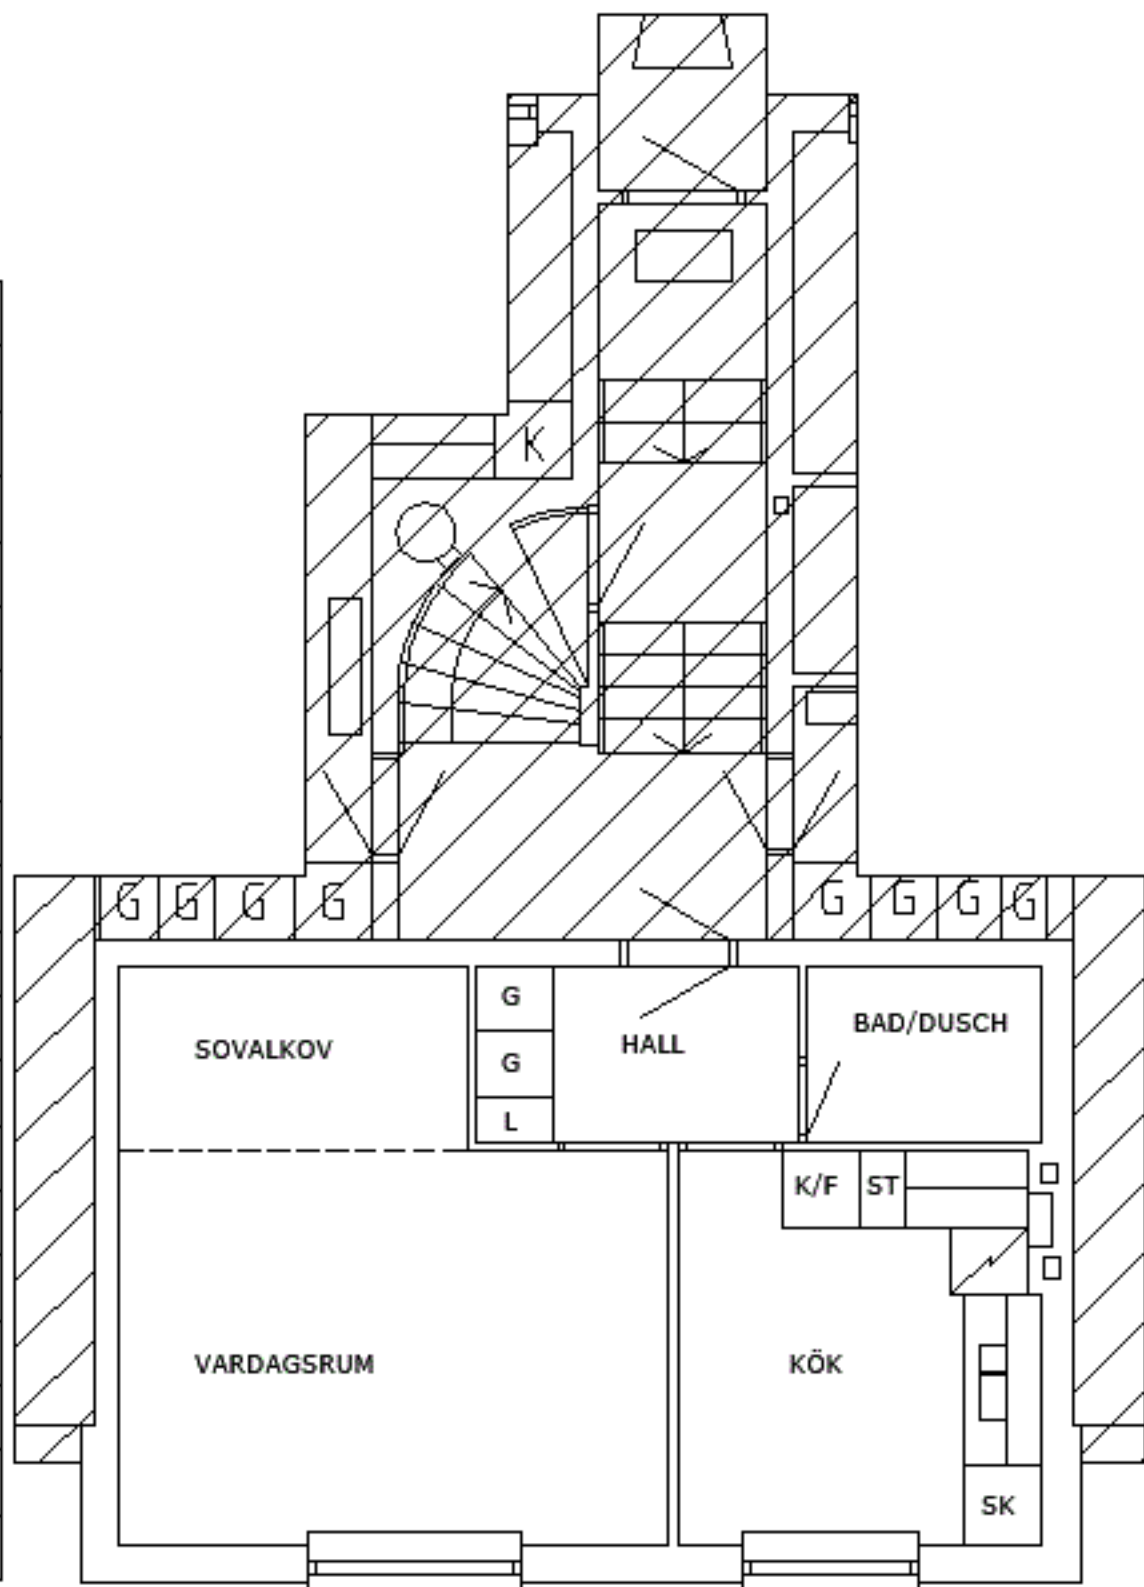 K
G G G G G G G G
G
SOVALKOV
HALL
BAD/DUSCH
G
L
K/F ST
VARDAGSRUM
KÖK
SK